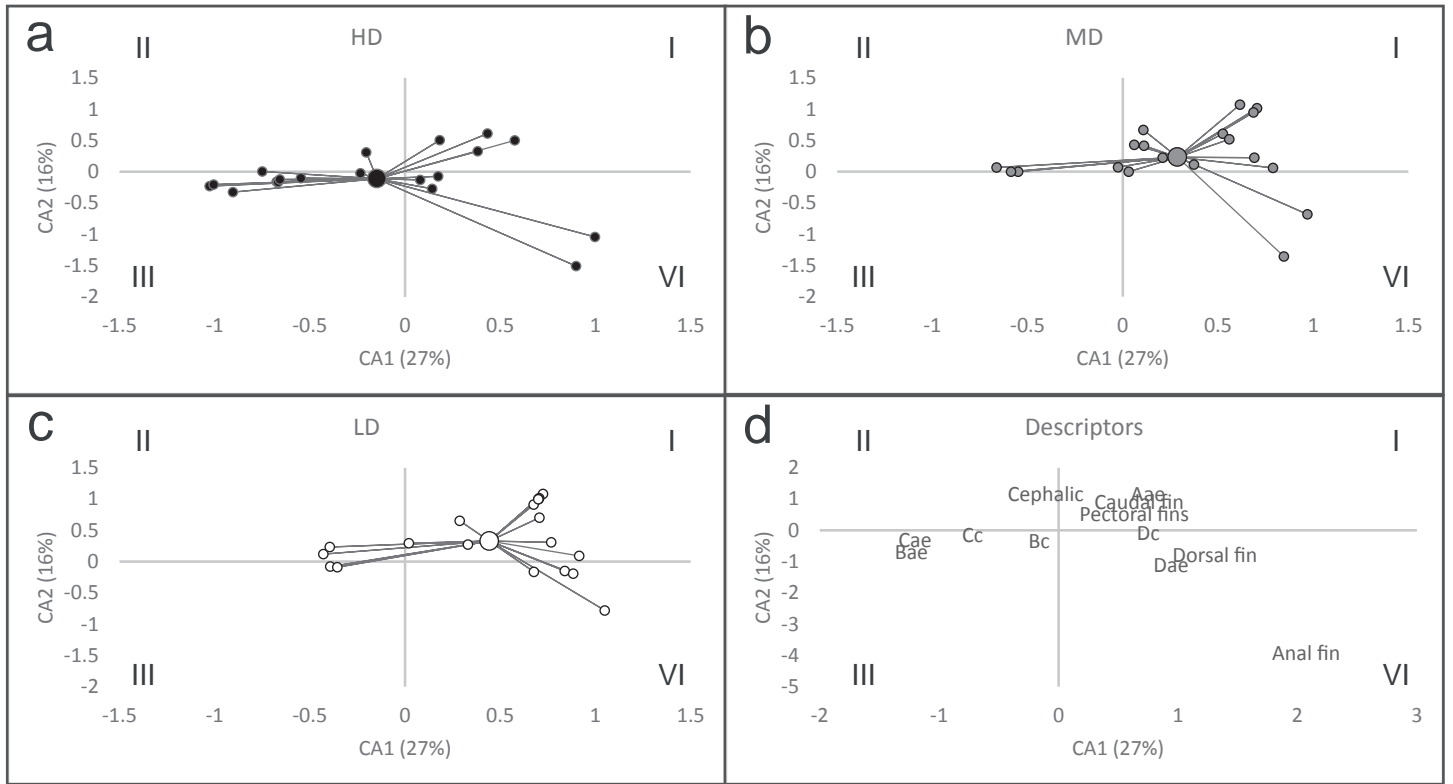 a
II
HD
I
1.5
1
0.5
0
-0.5
-1
-1.5
-2
CA2 (16%)
III
VI
-1.5
-1
-0.5
0
0.5
1
1.5
CA1 (27%)
b
II
MD
I
1.5
1
0.5
0
-0.5
-1
-1.5
-2
CA2 (16%)
III
VI
-1.5
-1
-0.5
0
0.5
1
1.5
CA1 (27%)
c
II
LD
I
1.5
1
0.5
0
-0.5
-1
-1.5
-2
CA2 (16%)
III
VI
-1.5
-1
-0.5
0
0.5
1
1.5
CA1 (27%)
d
II
Descriptors
I
2
1
0
-1
-2
-3
-4
-5
CA2 (16%)
Cephalic
Aae
Caudal fin
Pectoral fins
Cae
Cc
Bc
Dc
Bae
Dorsal fin
Dae
Anal fin
III
VI
-2
-1
0
1
2
3
CA1 (27%)